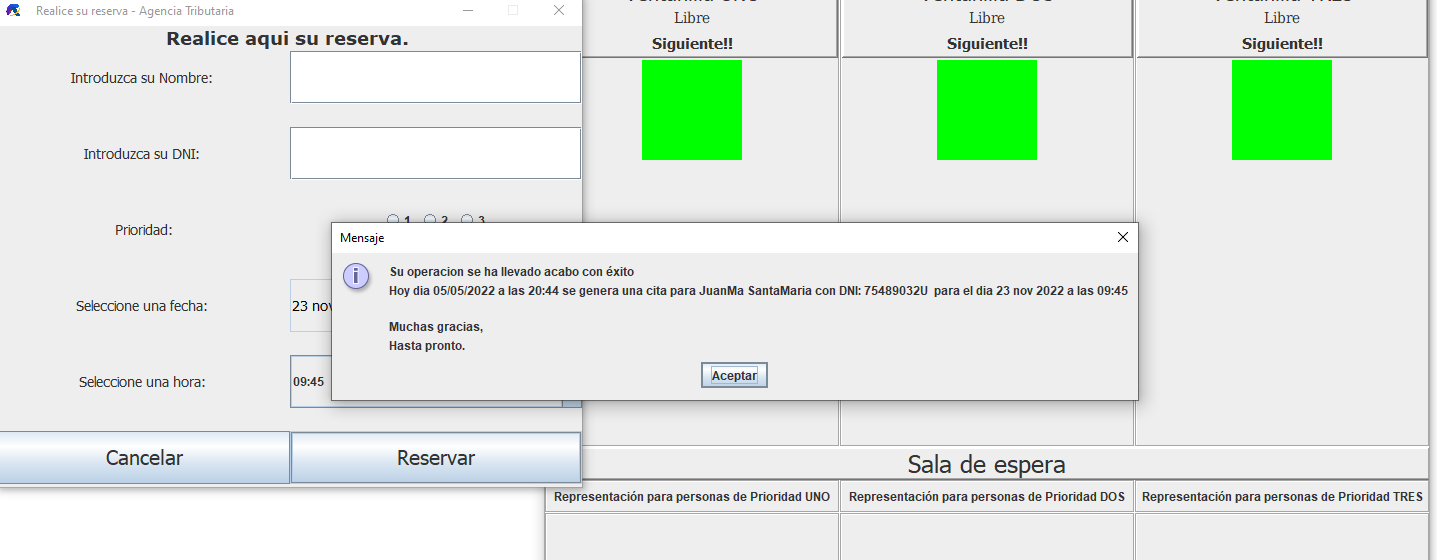 Realice su reserva - Agencia Tributaria
Realice aqui su reserva.
Introduzca su Nombre:
Introduzca su DNI:
Prioridad:
1 2 3
Seleccione una fecha:
23 nov
Seleccione una hora:
09:45
Cancelar
Reservar
Mensaje
Su operacion se ha llevado acabo con éxito
Hoy dia 05/05/2022 a las 20:44 se genera una cita para JuanMa SantaMaria con DNI: 75489032U para el dia 23 nov 2022 a las 09:45
Muchas gracias,
Hasta pronto.
Aceptar
Libre
Siguiente!!
Libre
Siguiente!!
Libre
Siguiente!!
Sala de espera
Representación para personas de Prioridad UNO
Representación para personas de Prioridad DOS
Representación para personas de Prioridad TRES